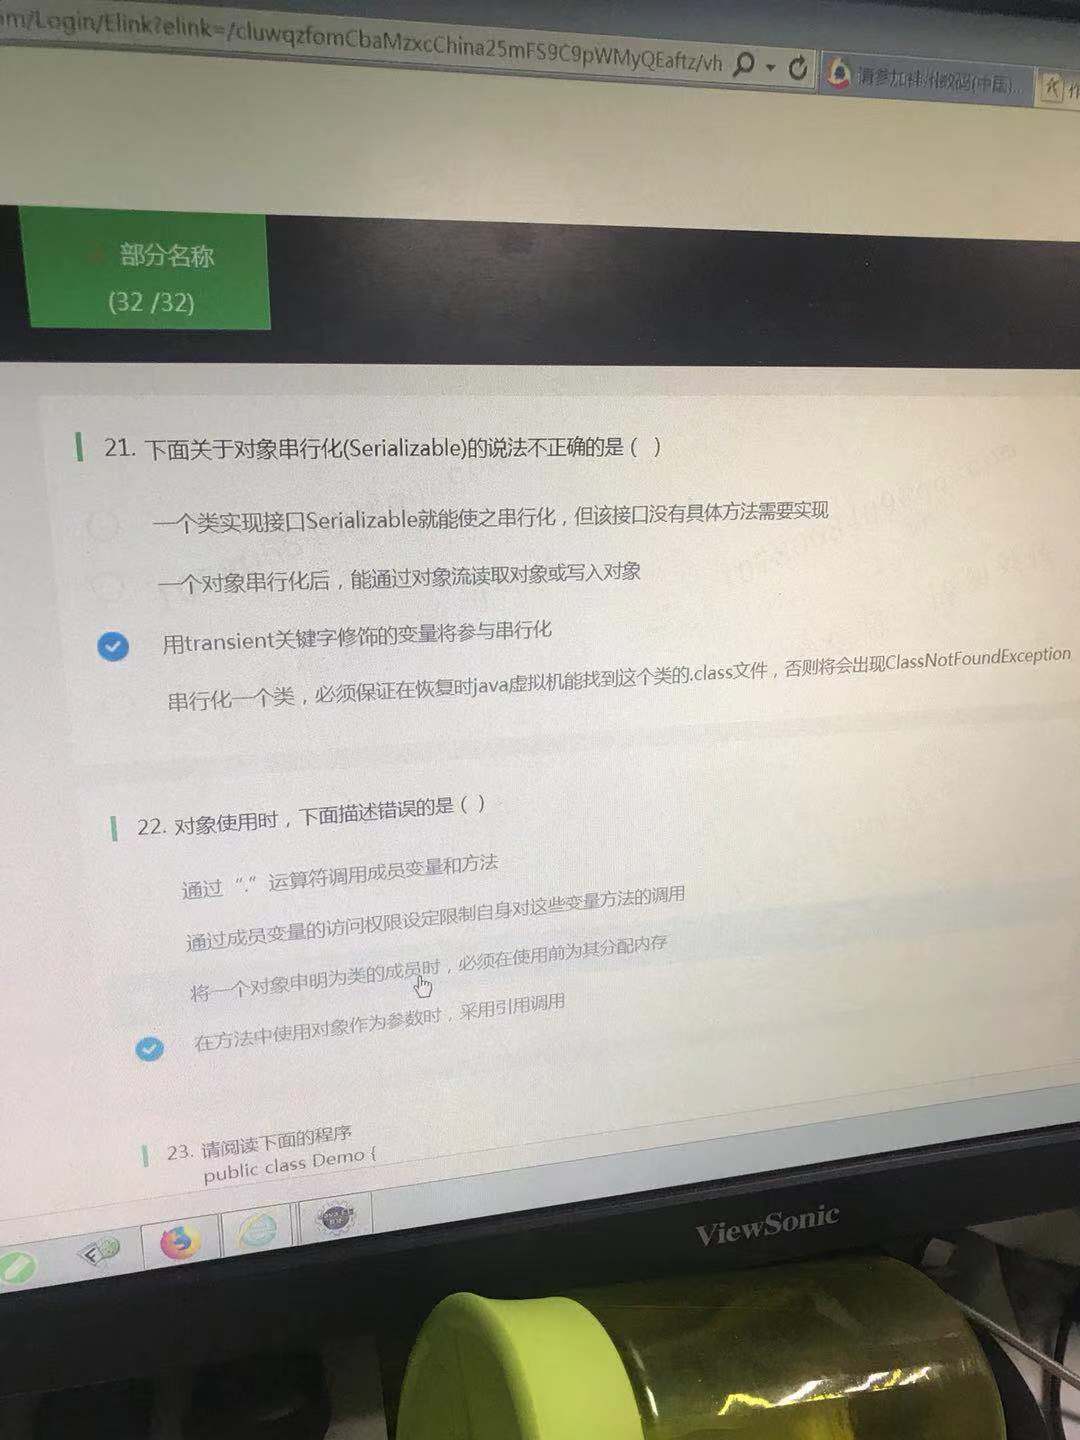 om/Login/Elink?elink=/cluwqzfomCbaMzxcChina25mFS9C9pWMyQEaftz/vh
请参加
部分名称
(32 /32)
21. 下面关于对象串行化(Serializable)的说法不正确的是（ ）
一个类实现接口Serializable就能使之串行化，但该接口没有具体方法需要实现
一个对象串行化后，能通过对象流读取对象或写入对象
用transient关键字修饰的变量将参与串行化
串行化一个类，必须保证在恢复时java虚拟机能找到这个类的.class文件，否则将会出现ClassNotFoundException
22. 对象使用时，下面描述错误的是（ ）
通过 “.” 运算符调用成员变量和方法
通过成员变量的访问权限设定限制自身对这些变量方法的调用
将一个对象申明为类的成员时，必须在使用前为其分配内存
在方法中使用对象作为参数时，采用引用调用
23. 请阅读下面的程序
public class Demo {
ViewSonic